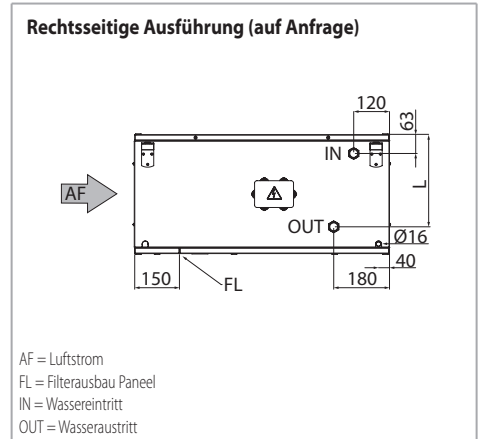 Rechtsseitige Ausführung (auf Anfrage)
120
63
IN
L
AF
OUT
Ø16
40
150
FL
180
AF = Luftstrom
FL = Filterausbau Paneel
IN = Wassereintritt
OUT = Wasseraustritt